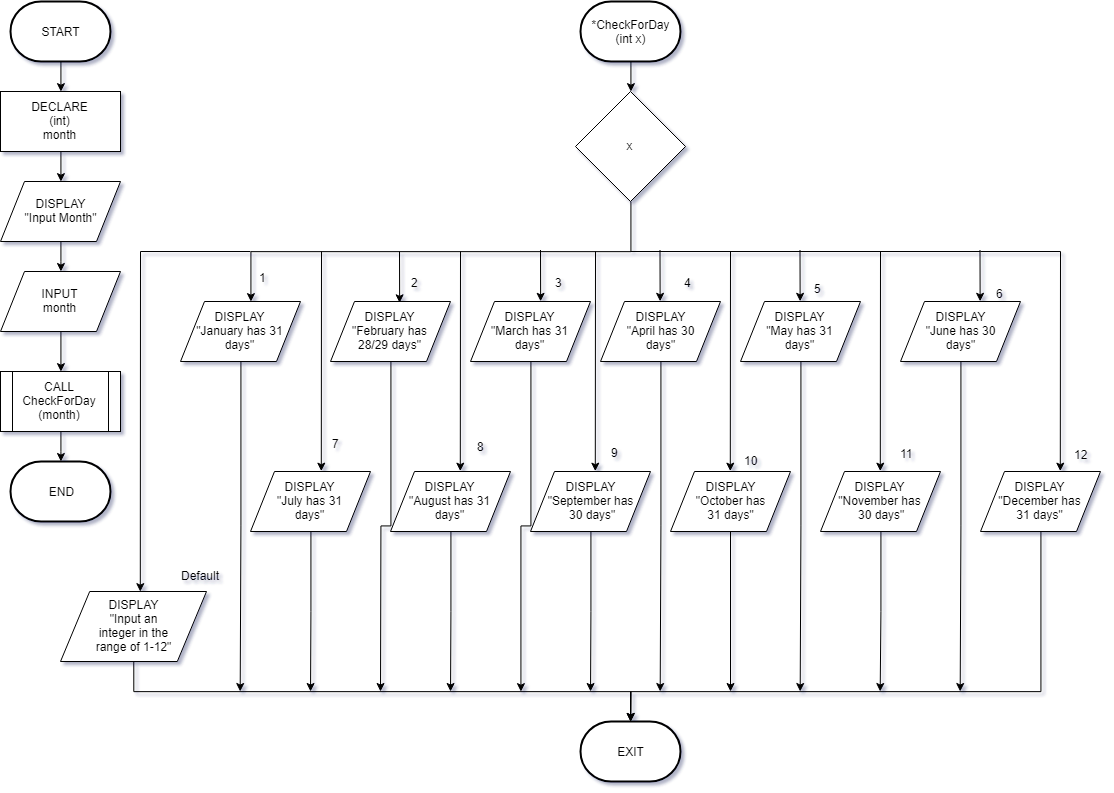 START
DECLARE
(int)
month
DISPLAY
"Input Month"
INPUT
month
CALL
CheckForDay
(month)
END
*CheckForDay
(int x)
x
1
2
3
4
5
6
DISPLAY
"January has 31
days"
DISPLAY
"February has
28/29 days"
DISPLAY
"March has 31
days"
DISPLAY
"April has 30
days"
DISPLAY
"May has 31
days"
DISPLAY
"June has 30
days"
7
8
9
10
11
12
DISPLAY
"July has 31
days"
DISPLAY
"August has 31
days"
DISPLAY
"September has
30 days"
DISPLAY
"October has
31 days"
DISPLAY
"November has
30 days"
DISPLAY
"December has
31 days"
Default
DISPLAY
"Input an
integer in the
range of 1-12"
EXIT